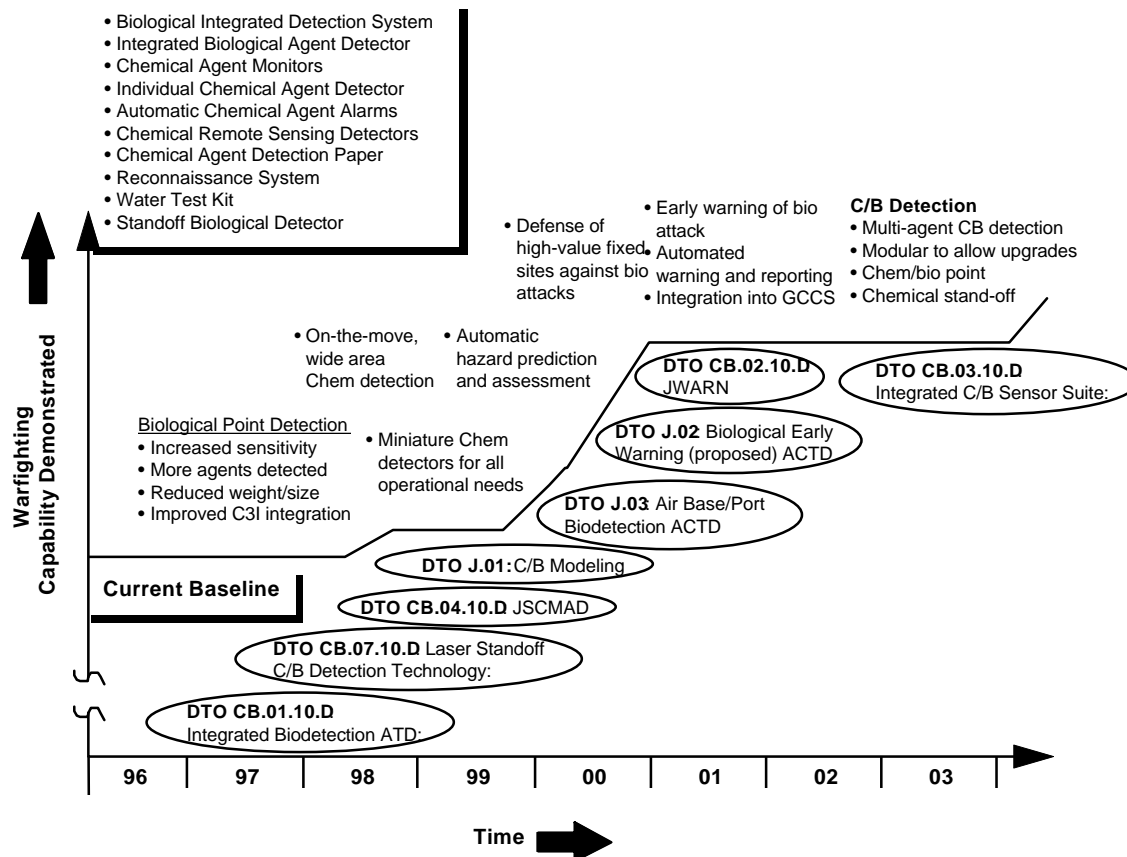 • Biological Integrated Detection System
• Integrated Biological Agent Detector
• Chemical Agent Monitors
• Individual Chemical Agent Detector
• Automatic Chemical Agent Alarms
• Chemical Remote Sensing Detectors
• Chemical Agent Detection Paper
• Reconnaissance System
• Water Test Kit
• Standoff Biological Detector
Warfighting
Capability Demonstrated
• Defense of
high-value fixed
sites against bio
attacks
• Early warning of bio
attack
• Automated
warning and reporting
• Integration into GCCS
C/B Detection
• Multi-agent CB detection
• Modular to allow upgrades
• Chem/bio point
• Chemical stand-off
• On-the-move,
wide area
Chem detection
• Automatic
hazard prediction
and assessment
Biological Point Detection
• Increased sensitivity
• More agents detected
• Reduced weight/size
• Improved C3I integration
• Miniature Chem
detectors for all
operational needs
DTO CB.02.10.D
JWARN
DTO CB.03.10.D
Integrated C/B Sensor Suite:
DTO J.02: Biological Early
Warning (proposed) ACTD
DTO J.03: Air Base/Port
Biodetection ACTD
DTO J.01: C/B Modeling
Current Baseline
DTO CB.04.10.D: JSCMAD
DTO CB.07.10.D: Laser Standoff
C/B Detection Technology:
DTO CB.01.10.D:
Integrated Biodetection ATD:
96 97 98 99 00 01 02 03
Time